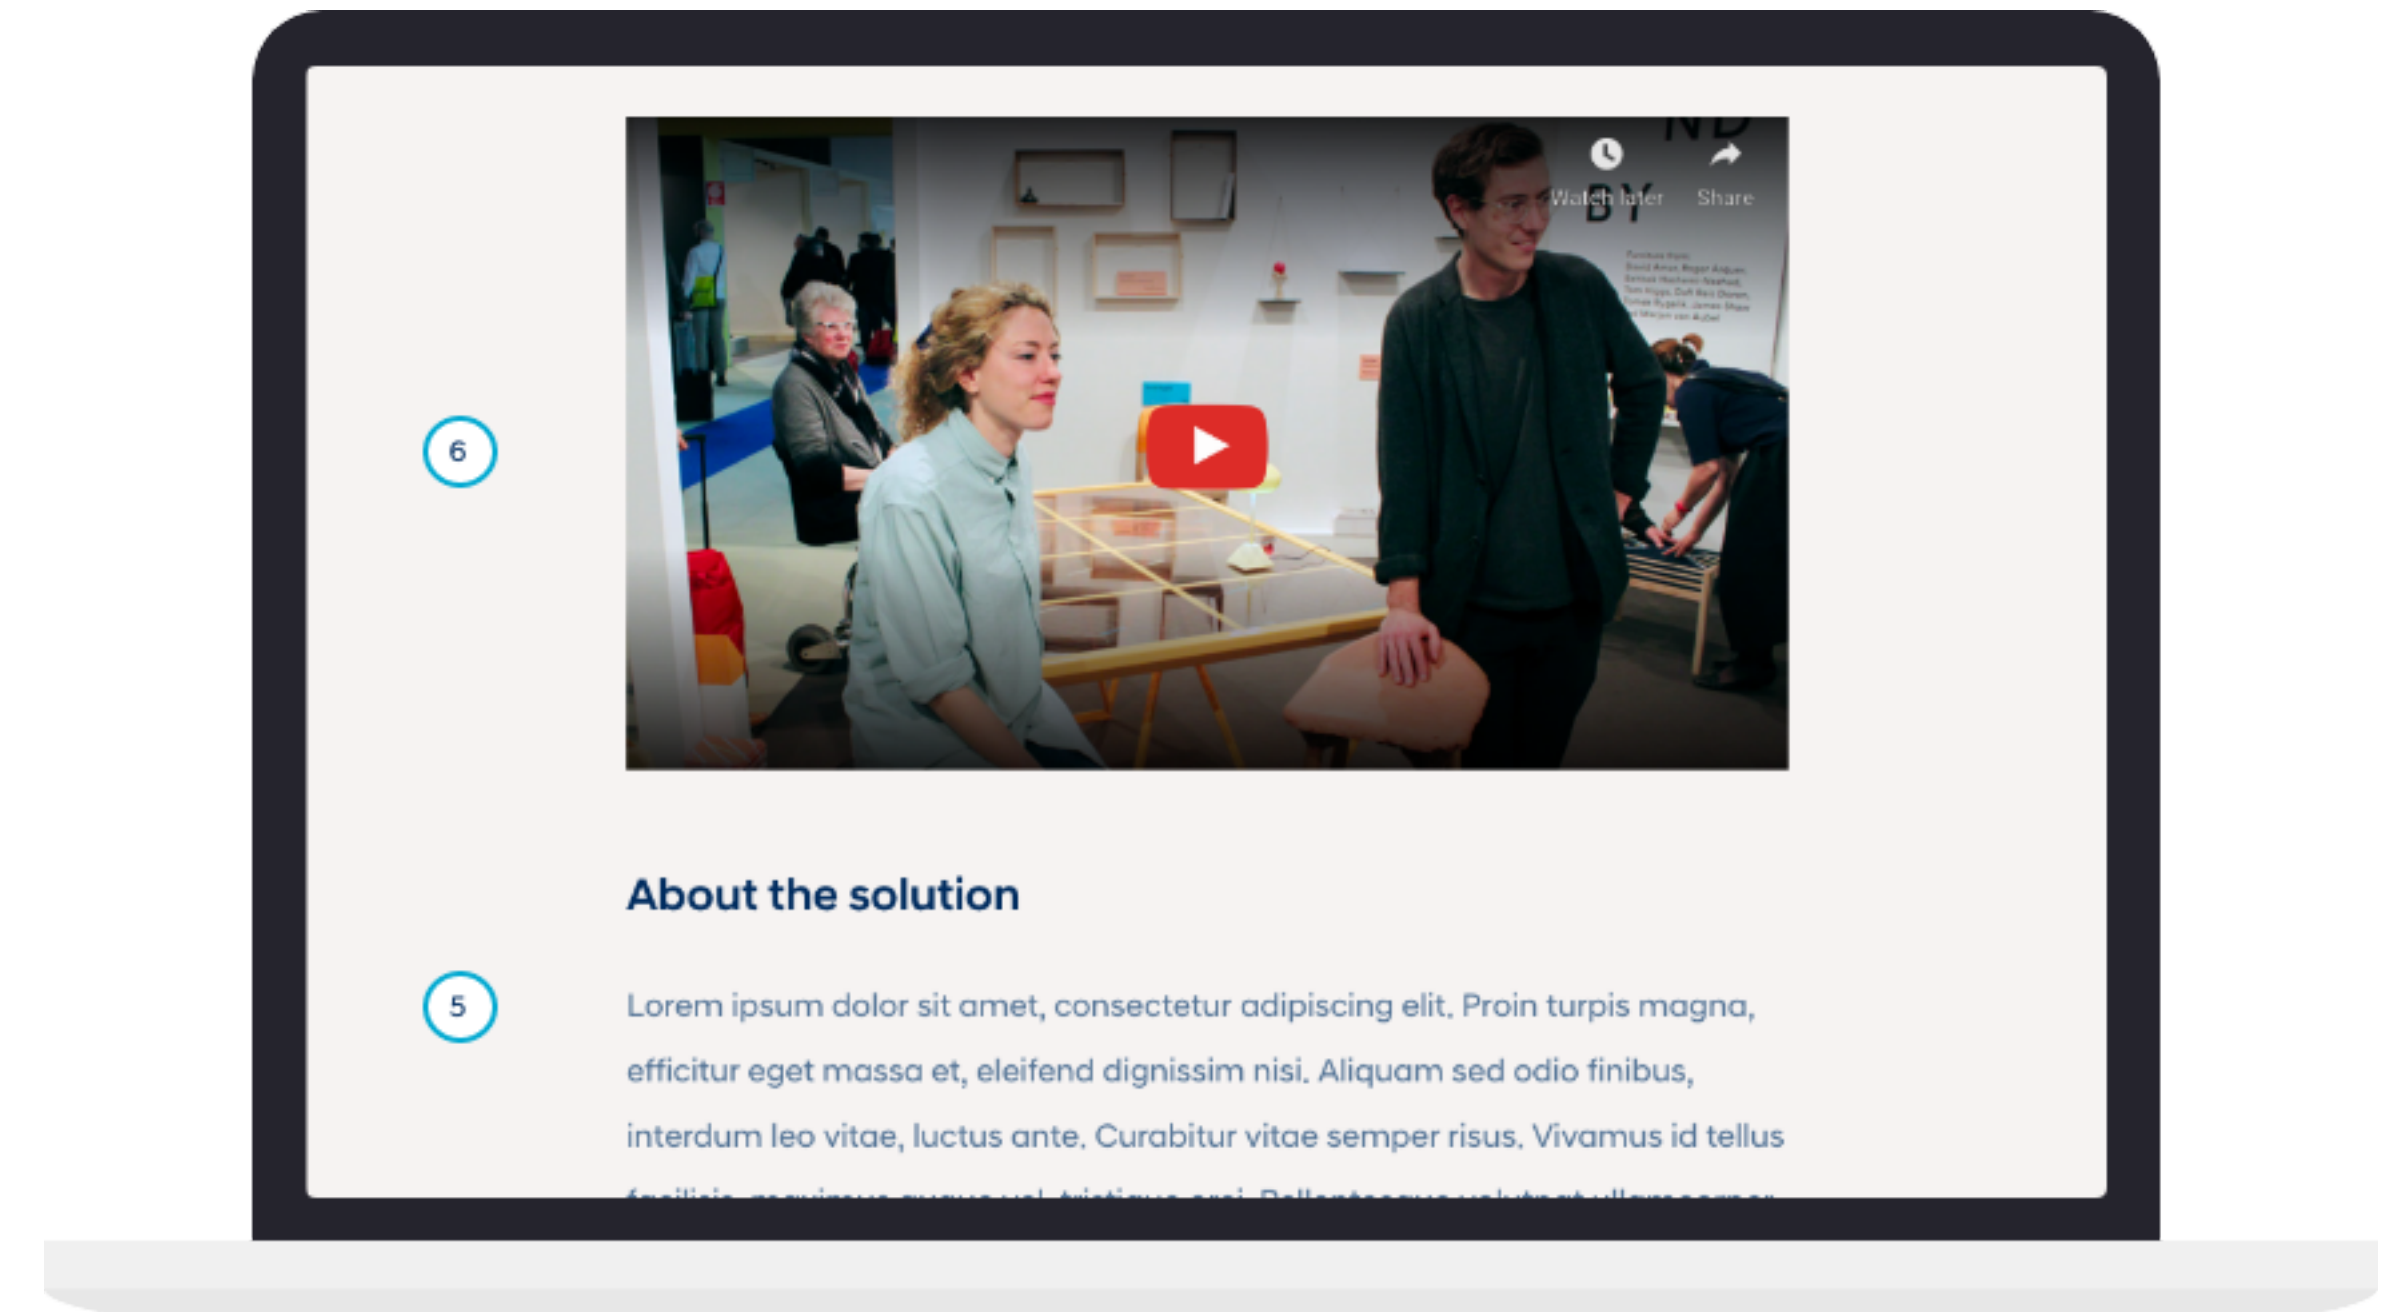 ND
BY
Watch later
Share
6
About the solution
5
Lorem ipsum dolor sit amet, consectetur adipiscing elit. Proin turpis magna,
efficitur eget massa et, eleifend dignissim nisi. Aliquam sed odio finibus,
interdum leo vitae, luctus ante. Curabitur vitae semper risus. Vivamus id tellus